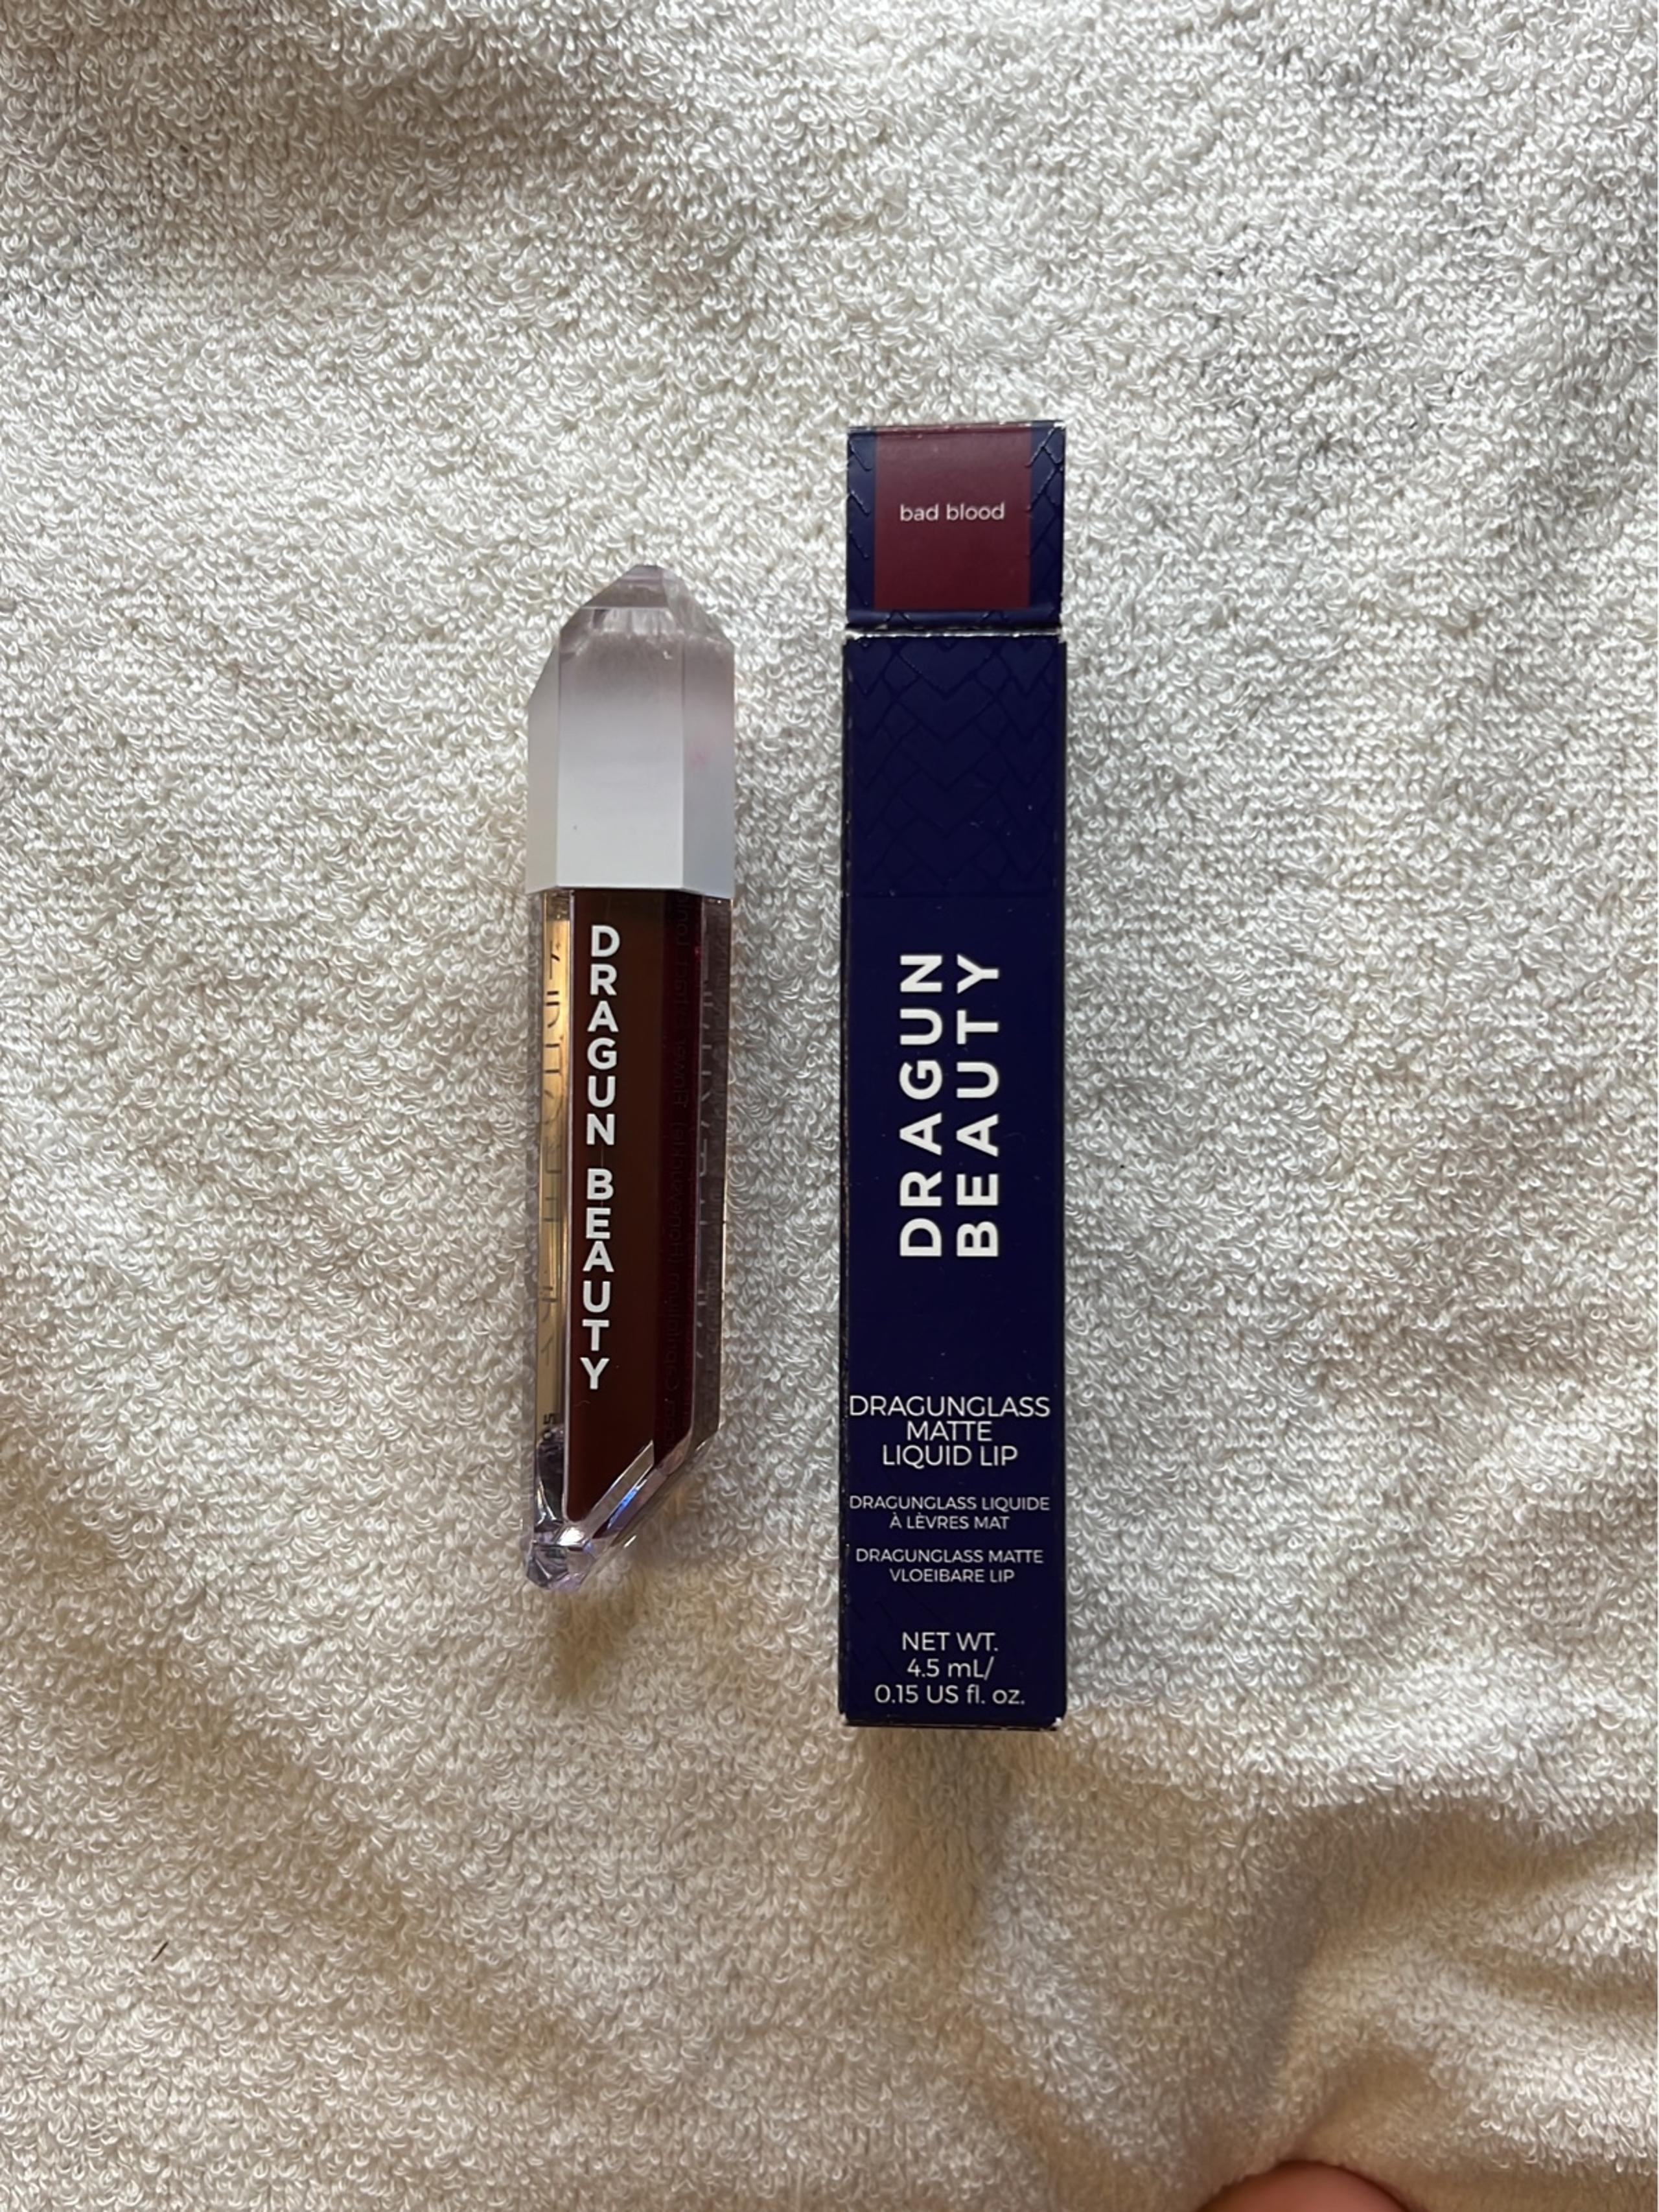 DRAGUN BEAUTY
bad blood
DRAGUN
BEAUTY
DRAGUNGLASS
MATTE
LIQUID LIP
DRAGUNGLASS LIQUIDE
À LÈVRES MAT
DRAGUNGLASS MATTE
VLOEIBARE LIP
NET WT.
4.5 mL/
0.15 US fl. oz.